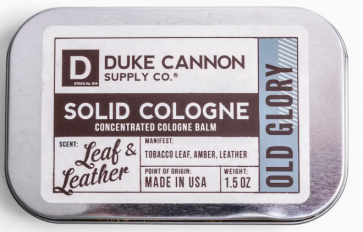 D
DUKE CANNON
SUPPLY CO.®
SOLID COLOGNE
CONCENTRATED COLOGNE BALM
SCENT:
Leaf &
Leather
MANIFEST:
TOBACCO LEAF, AMBER, LEATHER
POINT OF ORIGIN:
MADE IN USA
WEIGHT:
1.5 OZ
OLD GLORY